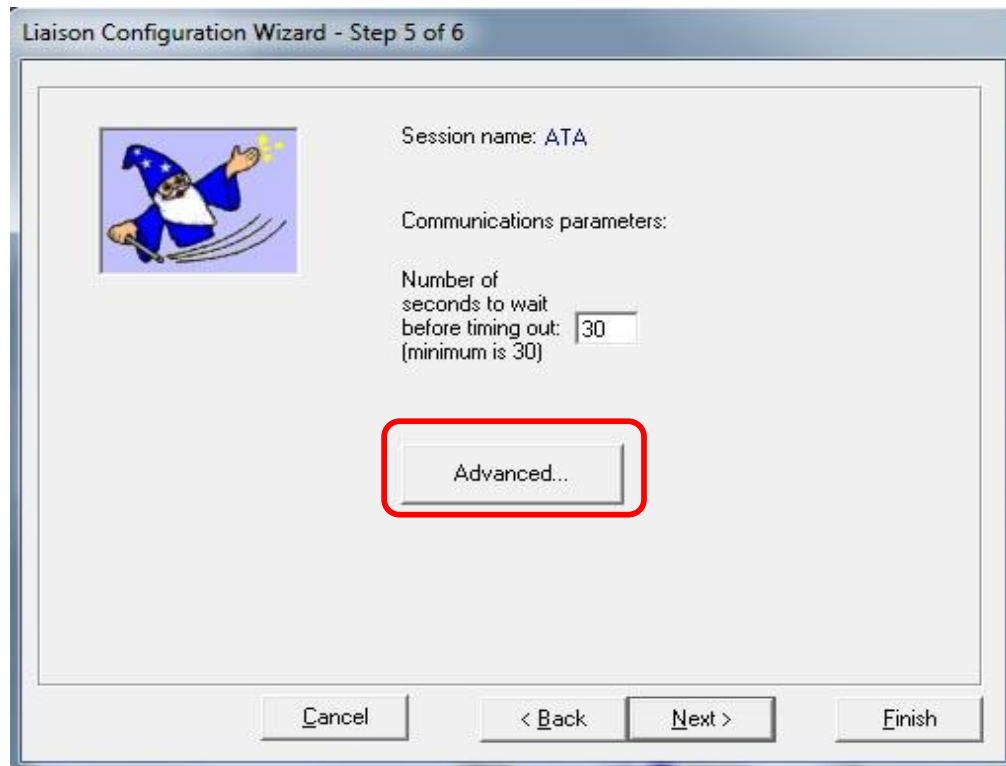 Liaison Configuration Wizard - Step 5 of 6
Session name: ATA
Communications parameters:
Number of
seconds to wait
before timing out: 30
(minimum is 30)
Advanced...
Cancel < Back Next > Finish